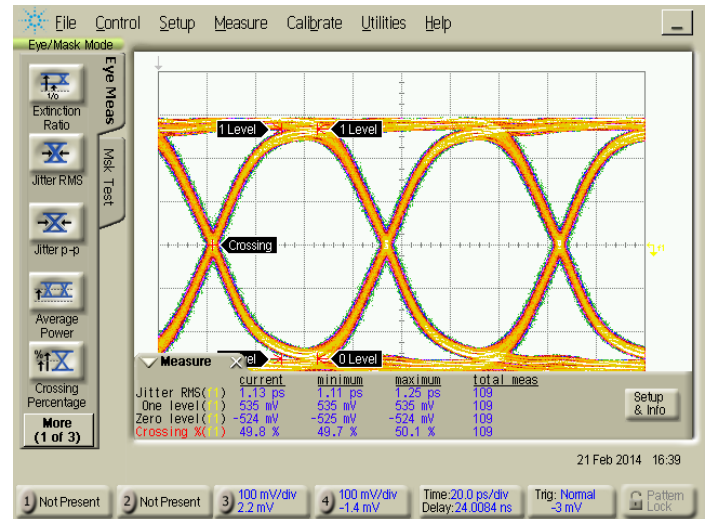 File Control Setup Measure Calibrate Utilities Help
Eye/Mask Mode
Eye Meas
Msk Test
1/0
Extinction
Ratio
Jitter RMS
Jitter p-p
Average
Power
%
Crossing
Percentage
More
(1 of 3)
1 Level 1 Level
Crossing
0 Level
Measure
current minimum maximum total meas
Jitter RMS(f1) 1.13 ps 1.11 ps 1.25 ps 109
One level(f1) 535 mV 535 mV 535 mV 109
Zero level(f1) -524 mV -525 mV -524 mV 109
Crossing %(f1) 49.8 % 49.7 % 50.1 % 109
Setup
& Info
21 Feb 2014 16:39
1 Not Present
2 Not Present
3 100 mV/div
2.2 mV
4 100 mV/div
-1.4 mV
Time:20.0 ps/div
Delay:24.0084 ns
Trig: Normal
-3 mV
Pattern
Lock